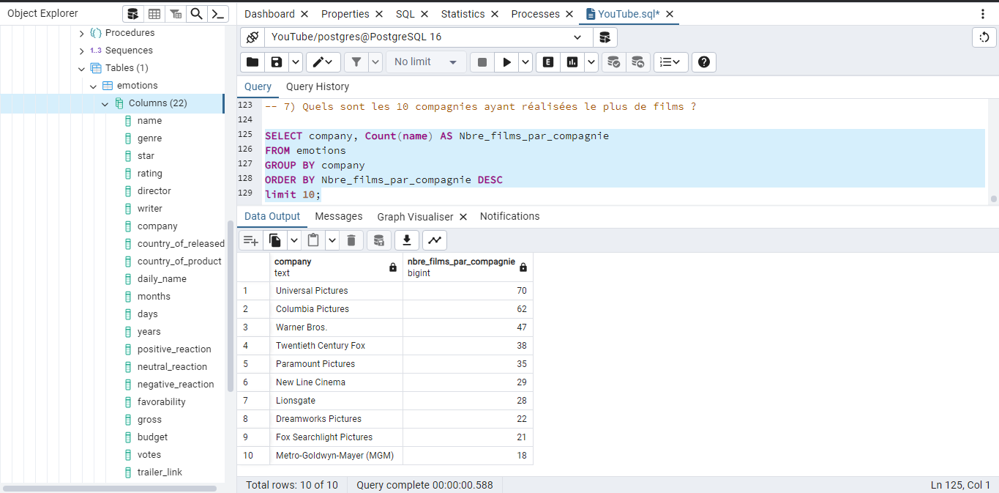 Object Explorer
Procedures
1..3 Sequences
Tables (1)
emotions
Columns (22)
name
genre
star
rating
director
writer
company
country_of_released
country_of_product
daily_name
months
days
years
positive_reaction
neutral_reaction
negative_reaction
favorability
gross
budget
votes
trailer_link
Dashboard Properties SQL Statistics Processes YouTube.sql*
YouTube/postgres@PostgreSQL 16
No limit E
Query Query History
123 -- 7) Quels sont les 10 compagnies ayant réalisées le plus de films ?
124
125 SELECT company, Count(name) AS Nbre_films_par_compagnie
126 FROM emotions
127 GROUP BY company
128 ORDER BY Nbre_films_par_compagnie DESC
129 limit 10;
Data Output Messages Graph Visualiser Notifications
company nbre_films_par_compagnie
text bigint
1 Universal Pictures 70
2 Columbia Pictures 62
3 Warner Bros. 47
4 Twentieth Century Fox 38
5 Paramount Pictures 35
6 New Line Cinema 29
7 Lionsgate 28
8 Dreamworks Pictures 22
9 Fox Searchlight Pictures 21
10 Metro-Goldwyn-Mayer (MGM) 18
Total rows: 10 of 10 Query complete 00:00:00.588 Ln 125, Col 1